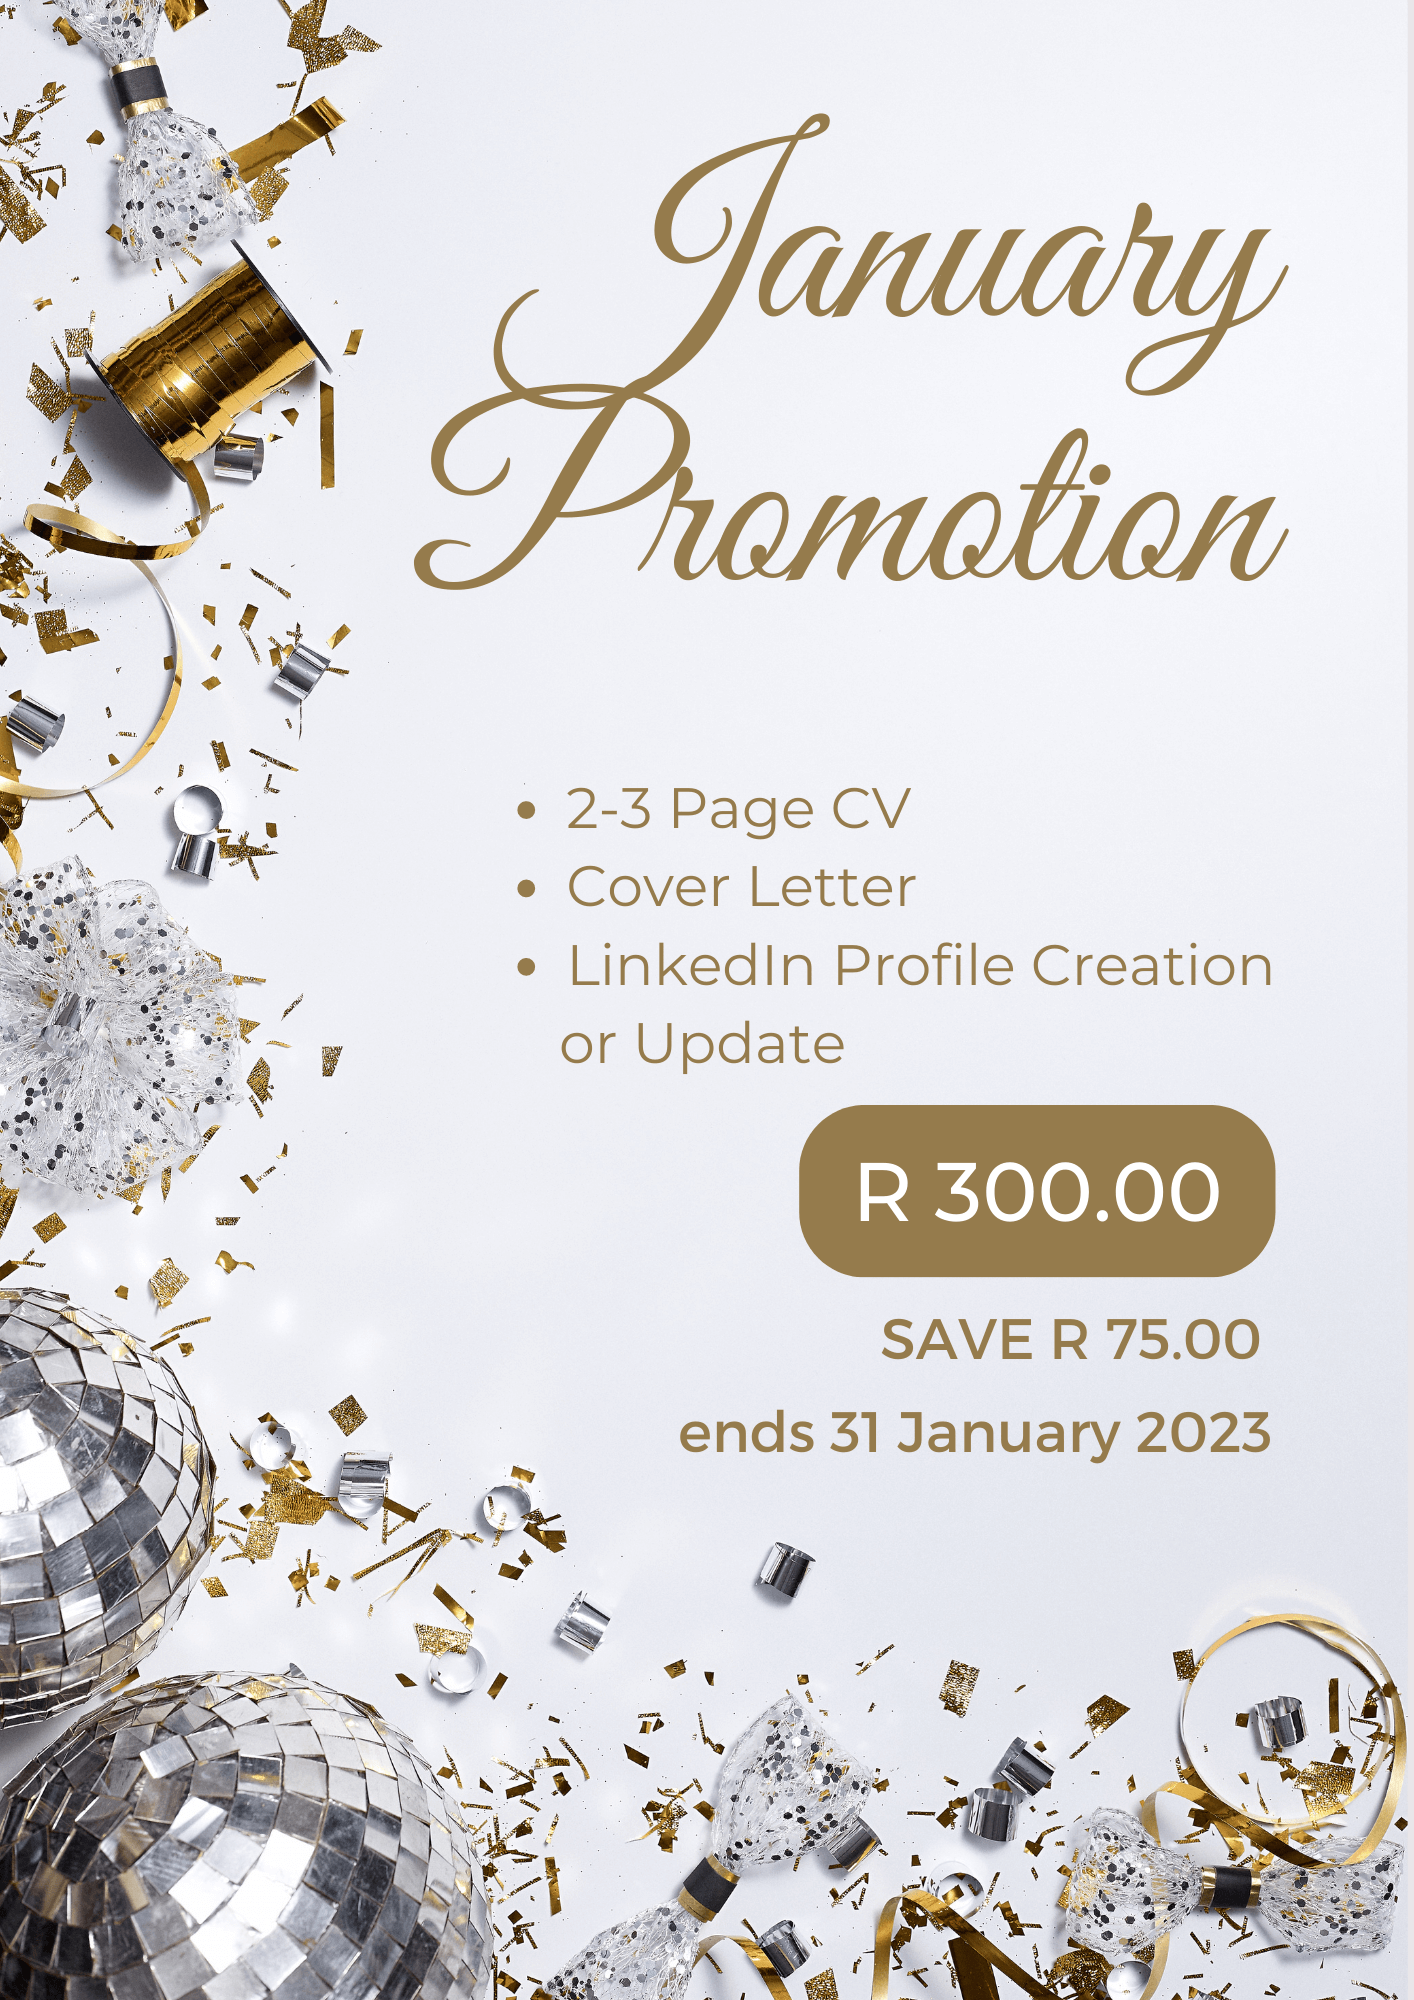 January
Promotion
• 2-3 Page CV
• Cover Letter
• LinkedIn Profile Creation
or Update
R 300.00
SAVE R 75.00
ends 31 January 2023